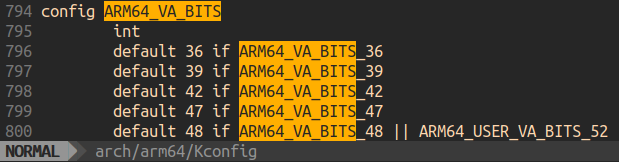 794 config ARM64_VA_BITS
795 int
796 default 36 if ARM64_VA_BITS_36
797 default 39 if ARM64_VA_BITS_39
798 default 42 if ARM64_VA_BITS_42
799 default 47 if ARM64_VA_BITS_47
800 default 48 if ARM64_VA_BITS_48 || ARM64_USER_VA_BITS_52
NORMAL arch/arm64/Kconfig